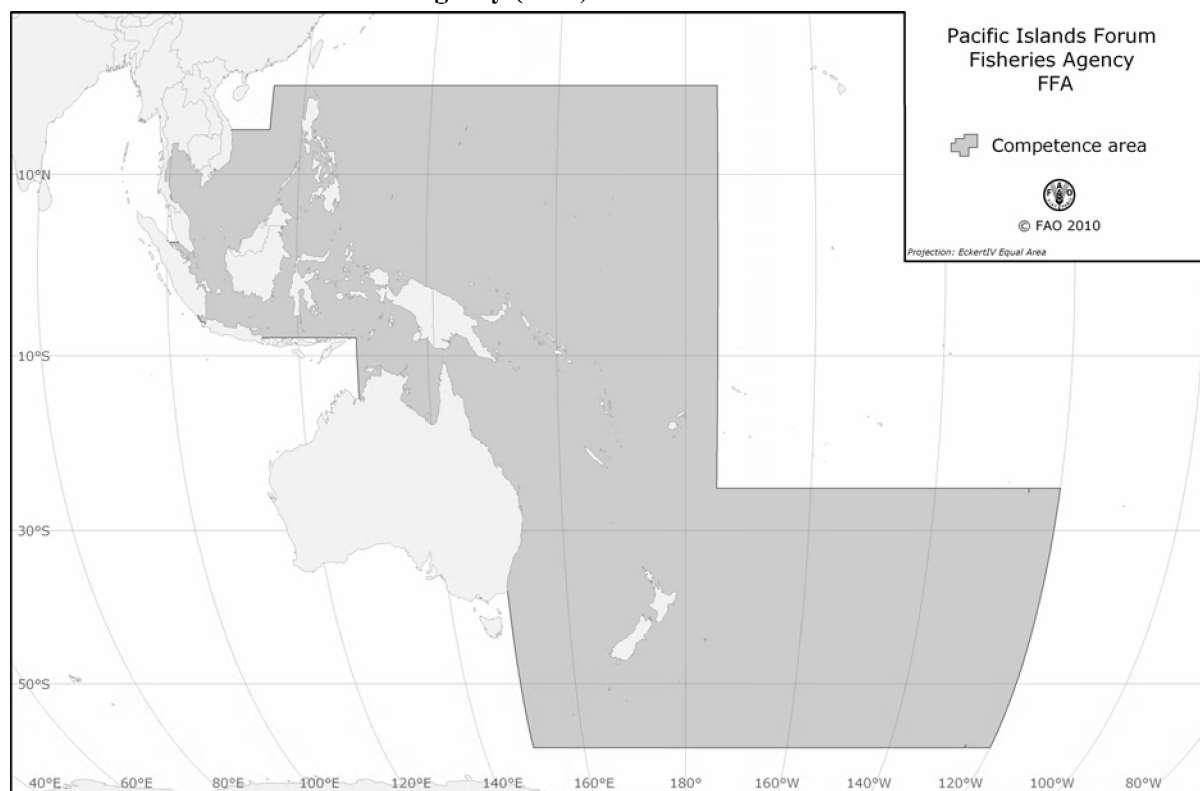 Pacific Islands Forum
Fisheries Agency
FFA
Competence area
FAO
© FAO 2010
Projection: EckertIV Equal Area
10°N
10°S
30°S
50°S
40°E 60°E 80°E 100°E 120°E 140°E 160°E 180° 160°W 140°W 120°W 100°W 80°W